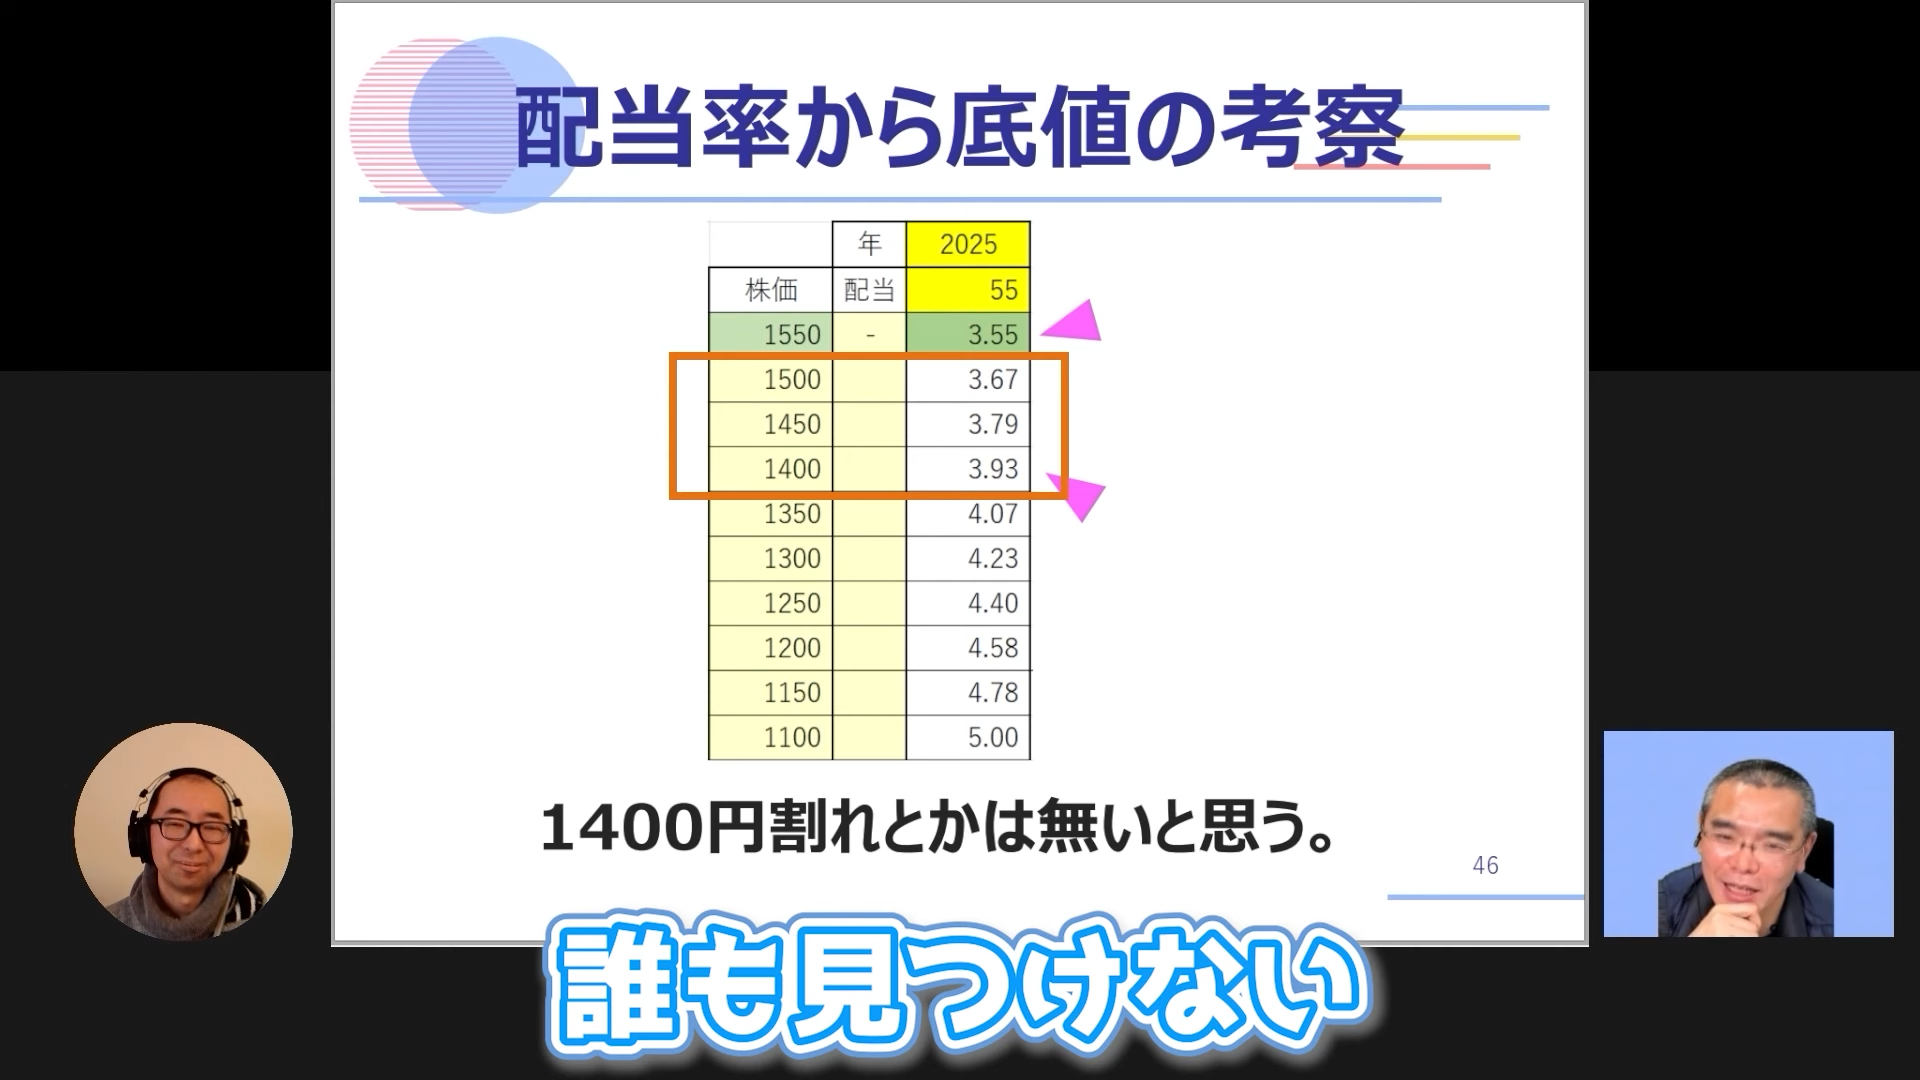 配当率から底値の考察
年 2025
株価 配当 55
1550 - 3.55
1500 3.67
1450 3.79
1400 3.93
1350 4.07
1300 4.23
1250 4.40
1200 4.58
1150 4.78
1100 5.00
1400円割れとかは無いと思う。
46
誰も見つけない